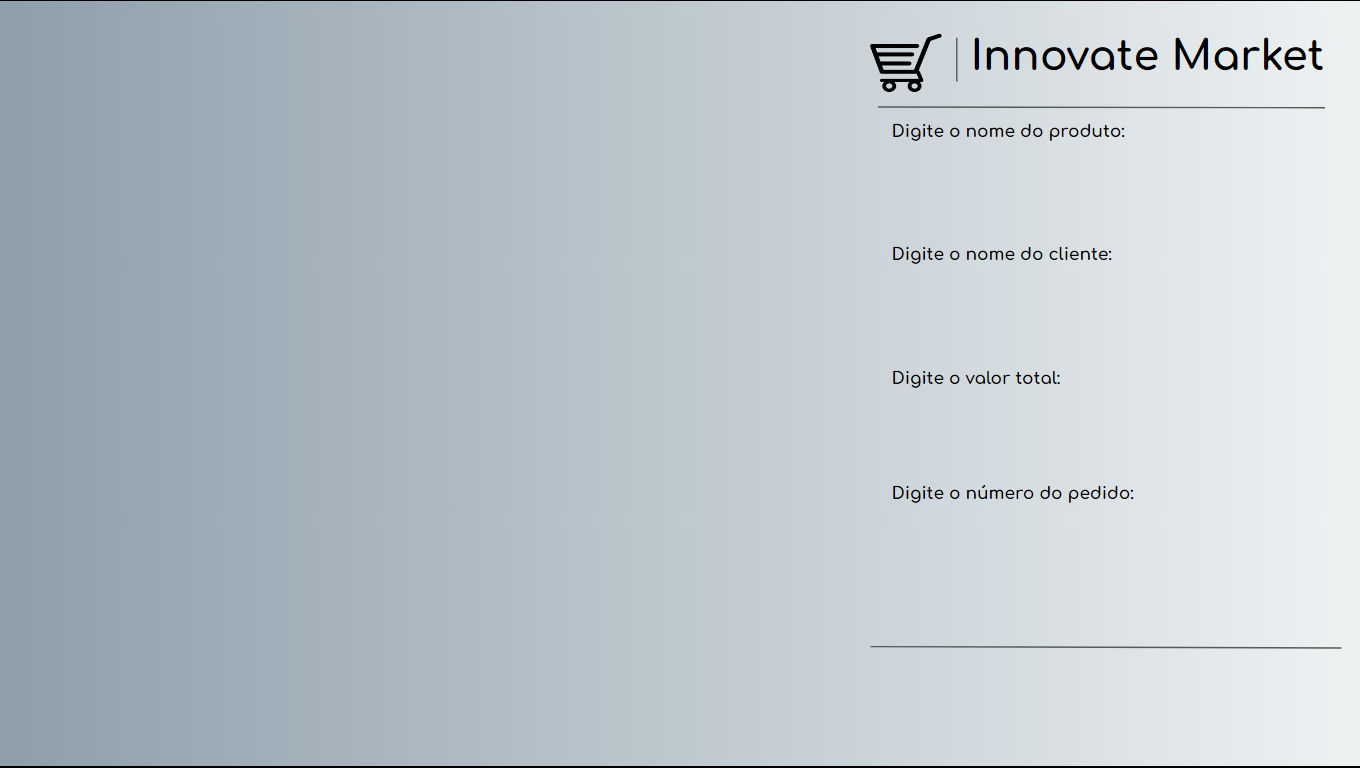 Innovate Market
Digite o nome do produto:
Digite o nome do cliente:
Digite o valor total:
Digite o número do pedido: